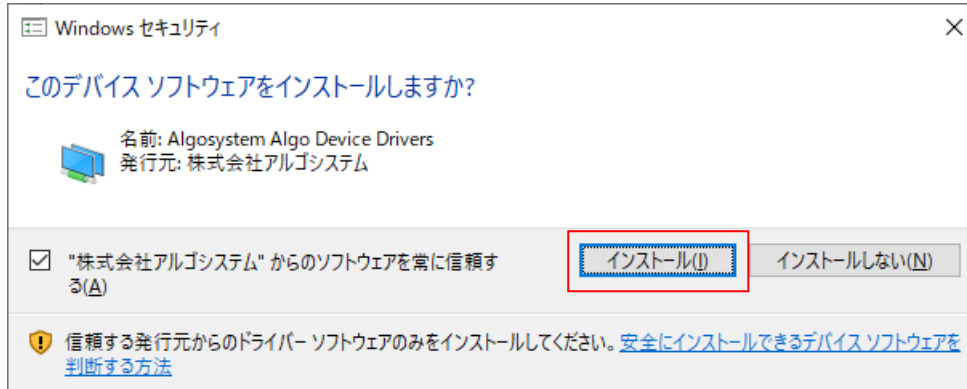 Windows セキュリティ
このデバイス ソフトウェアをインストールしますか?
名前: Algosystem Algo Device Drivers
発行元: 株式会社アルゴシステム
"株式会社アルゴシステム" からのソフトウェアを常に信頼す
る(A)
インストール(I)
インストールしない(N)
信頼する発行元からのドライバー ソフトウェアのみをインストールしてください。安全にインストールできるデバイス ソフトウェアを
判断する方法